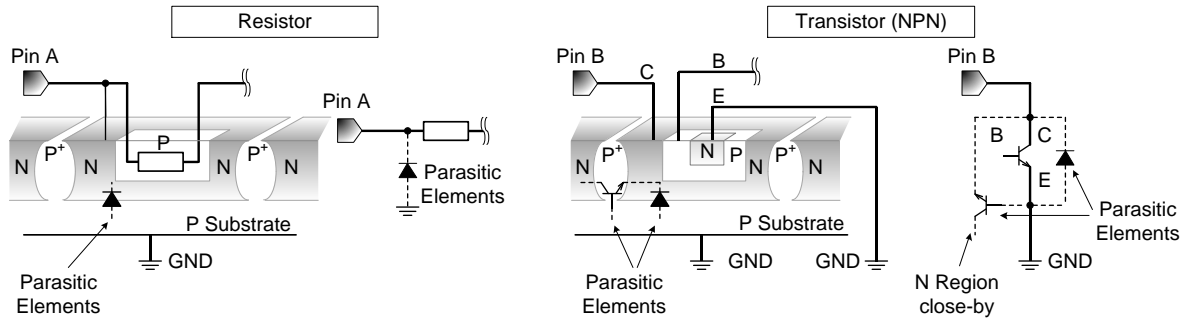 Resistor
Transistor (NPN)
Pin A
Pin B
C
B
E
Pin B
Pin A
P
N
P+
N
N
P+
N
Parasitic
Elements
P Substrate
GND
Parasitic
Elements
N
P+
N
N
P
P+
N
P Substrate
GND
GND
Parasitic
Elements
B
C
E
Parasitic
Elements
GND
N Region
close-by